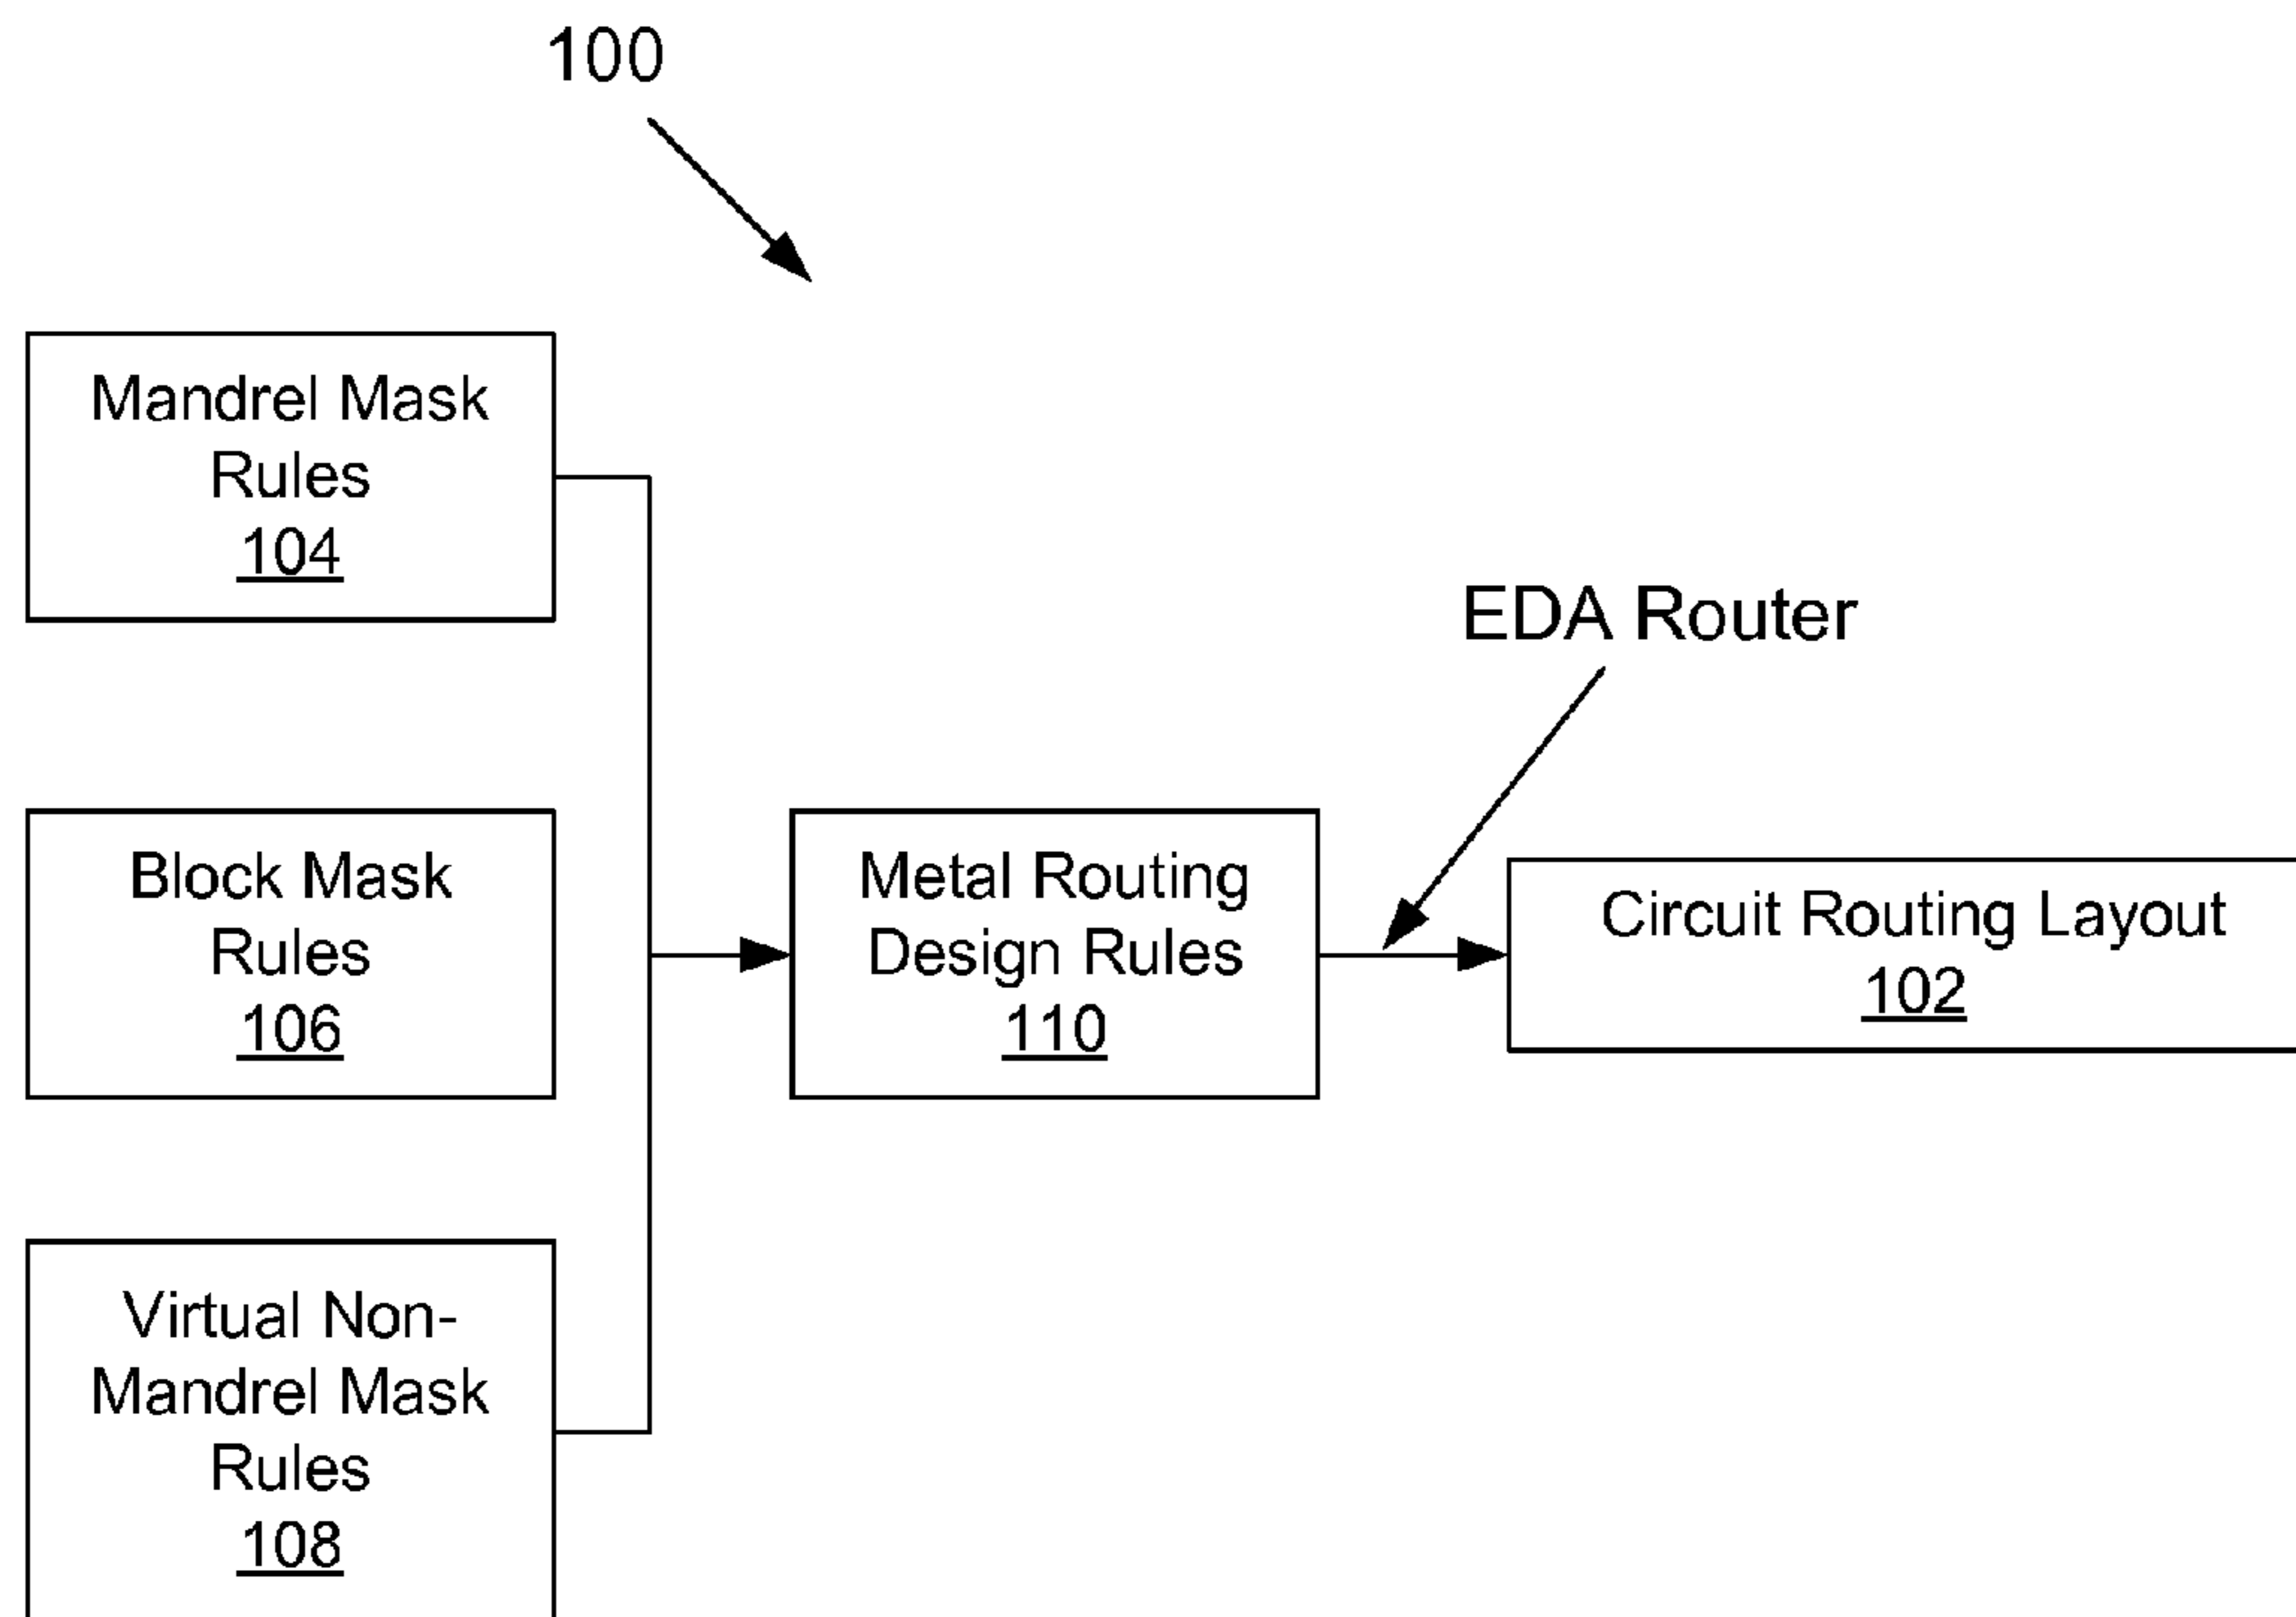 100
Mandrel Mask
Rules
104
EDA Router
Block Mask
Rules
106
Metal Routing
Design Rules
110
Circuit Routing Layout
102
Virtual Non-
Mandrel Mask
Rules
108